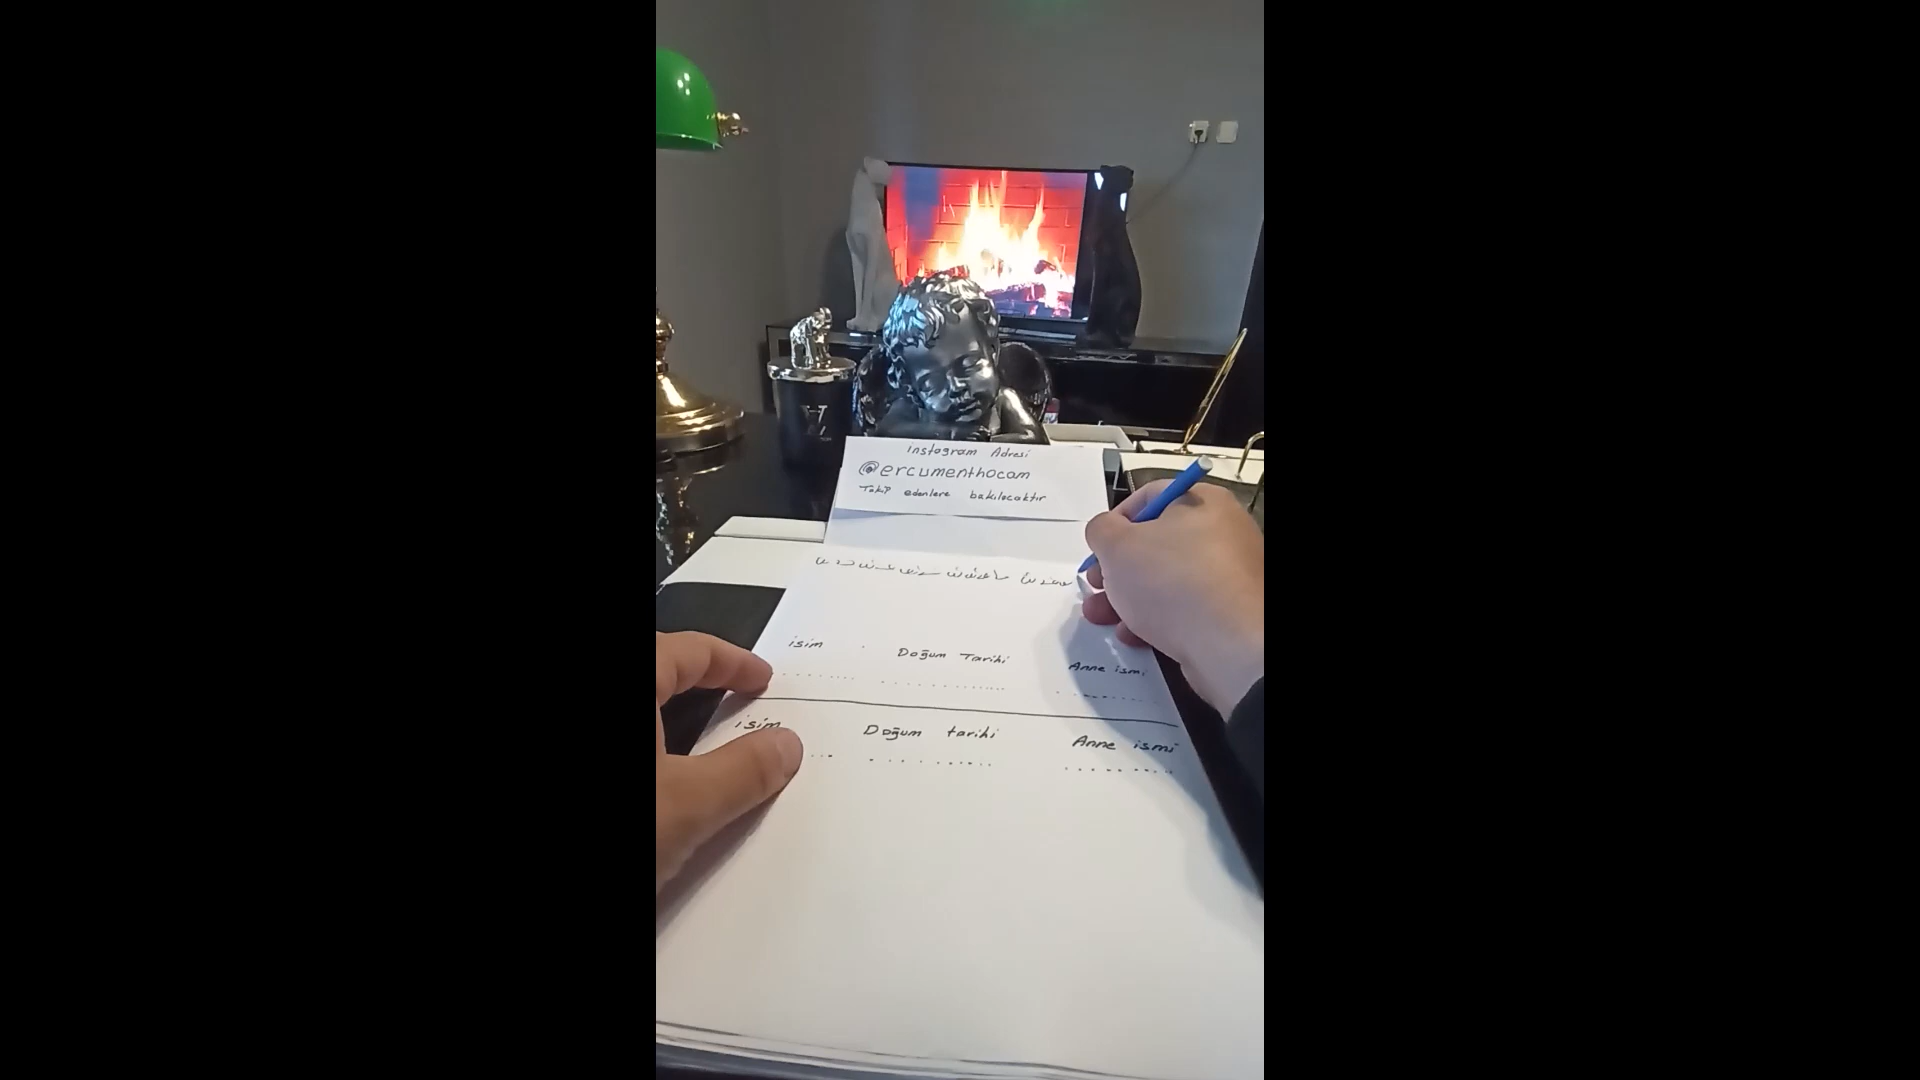 instagram Adresi
@ercumenthocam
Takip edenlere bakılacaktır
isim Doğum Tarihi Anne ismi
isim Doğum tarihi Anne ismi